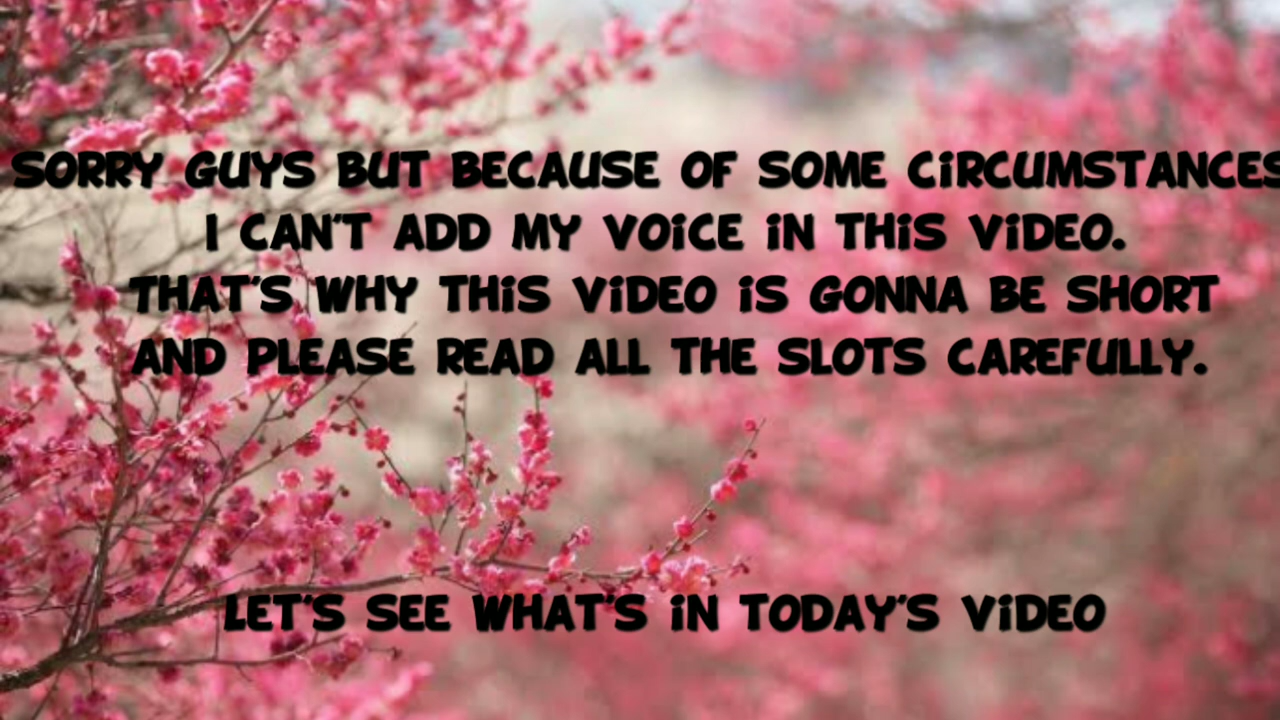 SORRY GUYS BUT BECAUSE OF SOME CiRCUMSTANCES
I CAN'T ADD MY VOiCE iN THiS ViDEO.
THAT'S WHY THiS ViDEO iS GONNA BE SHORT
AND PLEASE READ ALL THE SLOTS CAREFULLY.
LET'S SEE WHAT'S iN TODAY'S ViDEO